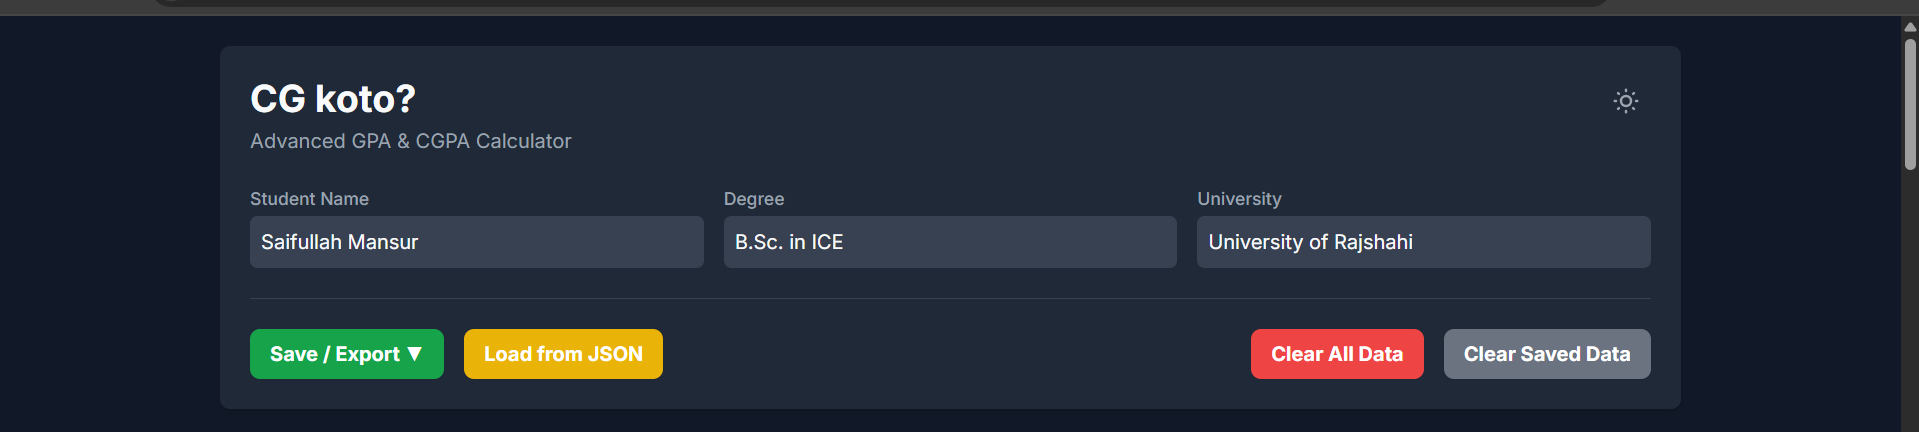 CG koto?
Advanced GPA & CGPA Calculator
Student Name
Saifullah Mansur
Degree
B.Sc. in ICE
University
University of Rajshahi
Save / Export ▼
Load from JSON
Clear All Data
Clear Saved Data